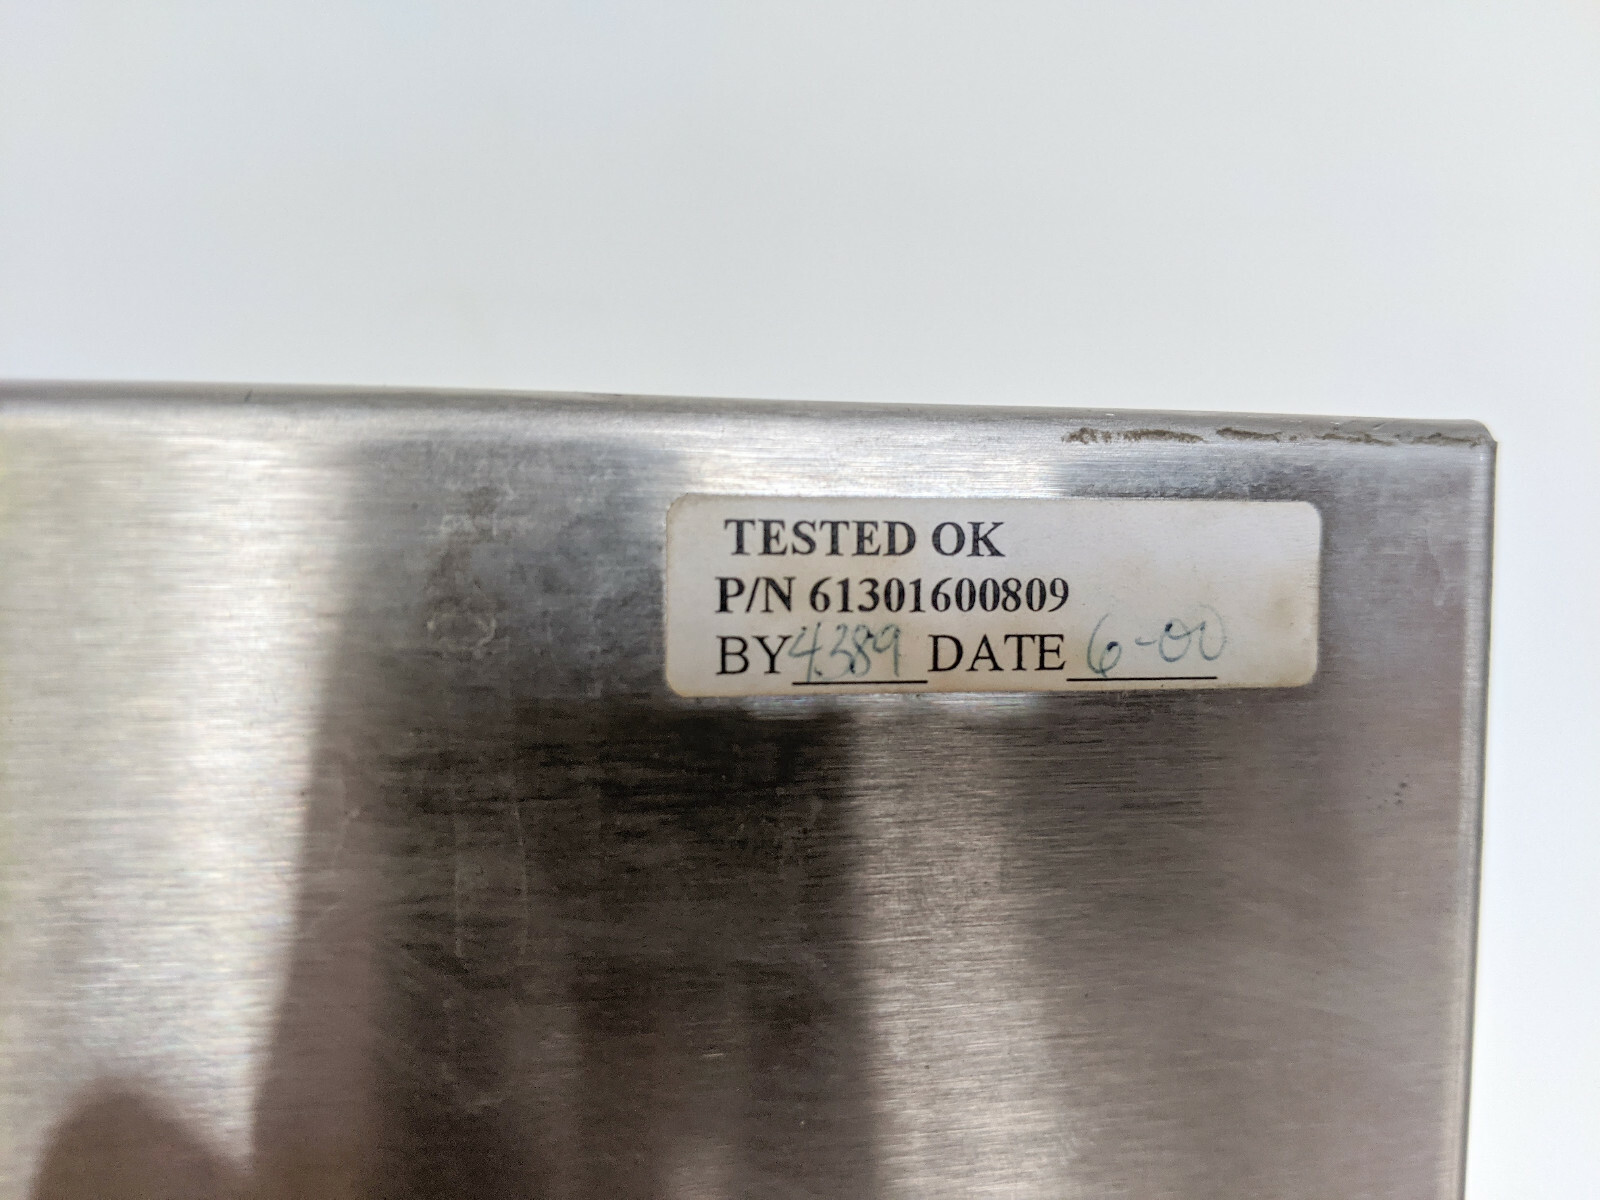 TESTED OK
P/N 61301600809
BY 4389 DATE 6-00